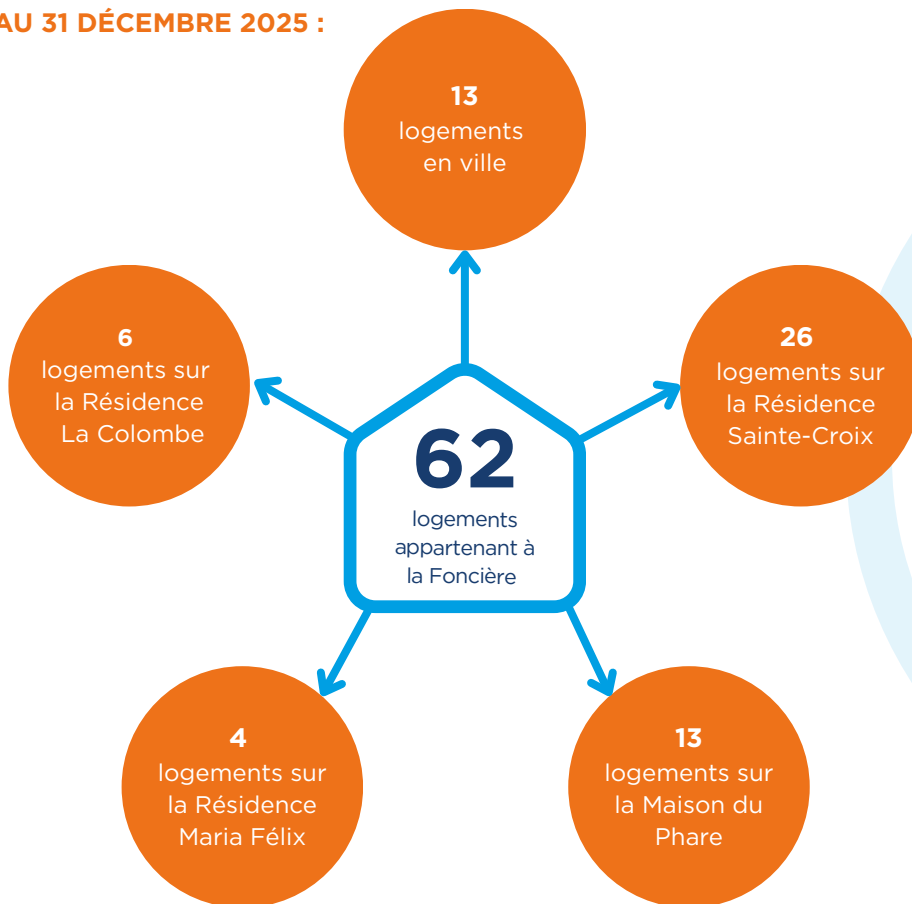 AU 31 DÉCEMBRE 2025 :
13
logements
en ville
6
logements sur
la Résidence
La Colombe
26
logements sur
la Résidence
Sainte-Croix
62
logements
appartenant à
la Foncière
4
logements sur
la Résidence
Maria Félix
13
logements sur
la Maison du
Phare